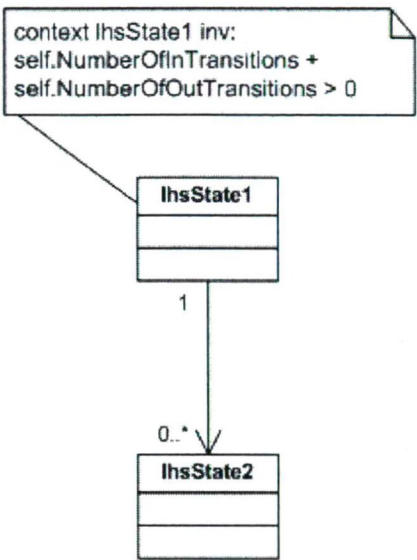 context lhsState1 inv:
self.NumberOfInTransitions +
self.NumberOfOutTransitions > 0
lhsState1
1
0..*
lhsState2